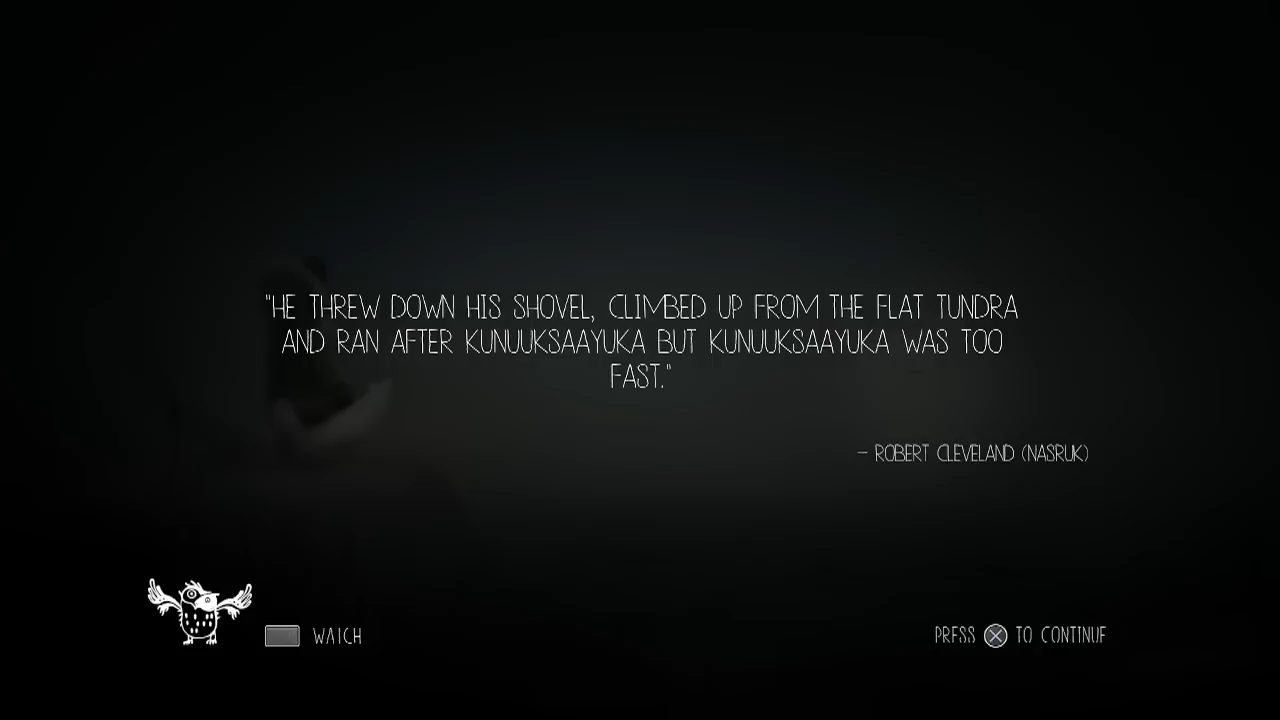 "HE THREW DOWN HIS SHOVEL, CLIMBED UP FROM THE FLAT TUNDRA
AND RAN AFTER KUNUUKSAAYUKA BUT KUNUUKSAAYUKA WAS TOO
FAST."
– ROBERT CLEVELAND (NASRUK)
WATCH
PRESS TO CONTINUE